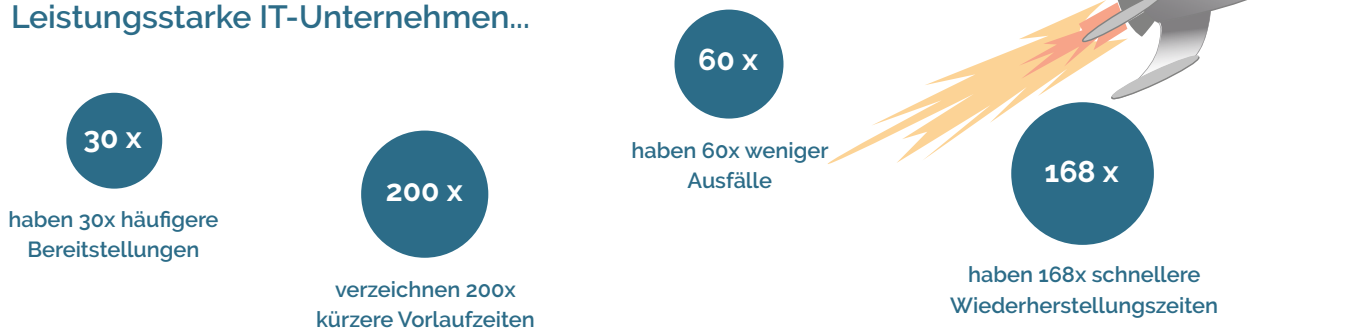 Leistungsstarke IT-Unternehmen...
30 x
haben 30x häufigere
Bereitstellungen
200 x
verzeichnen 200x
kürzere Vorlaufzeiten
60 x
haben 60x weniger
Ausfälle
168 x
haben 168x schnellere
Wiederherstellungszeiten